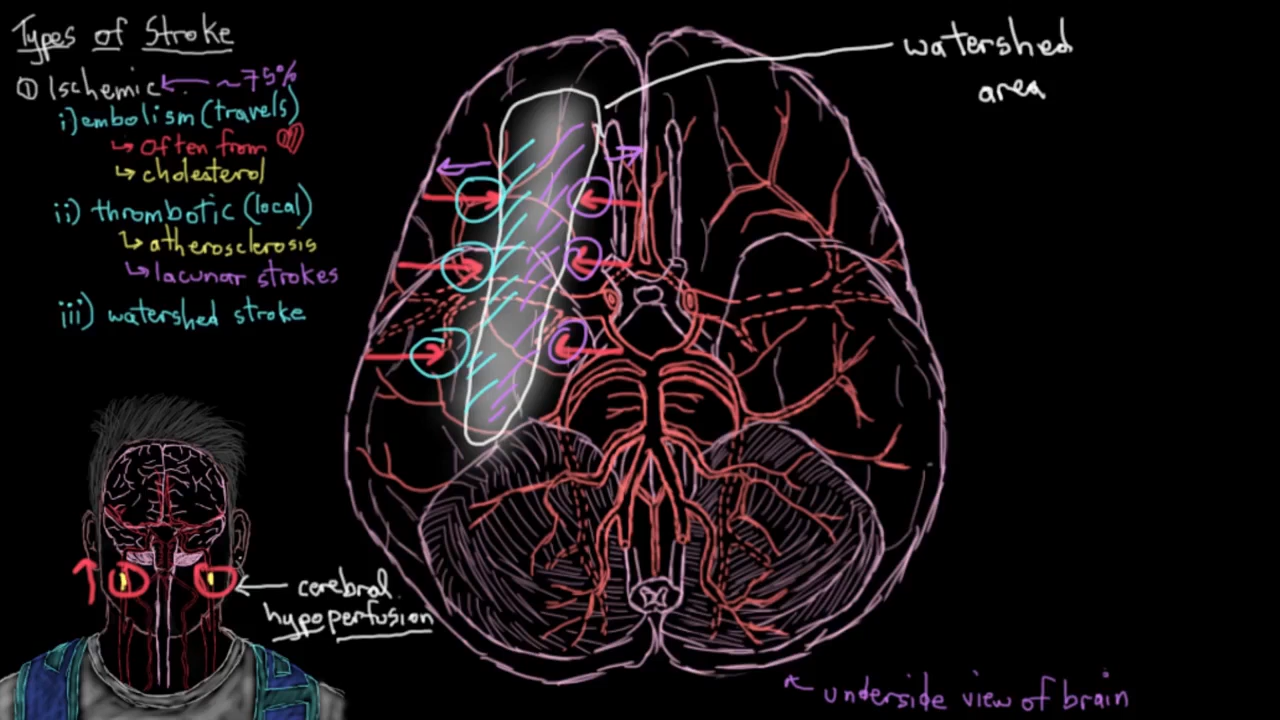 Types of Stroke
① Ischemic ← ~75%
i) embolism (travels)
↳ Often from
↳ cholesterol
ii) thrombotic (local)
↳ atherosclerosis
↳ lacunar strokes
iii) watershed stroke
watershed
area
cerebral
hypoperfusion
underside view of brain